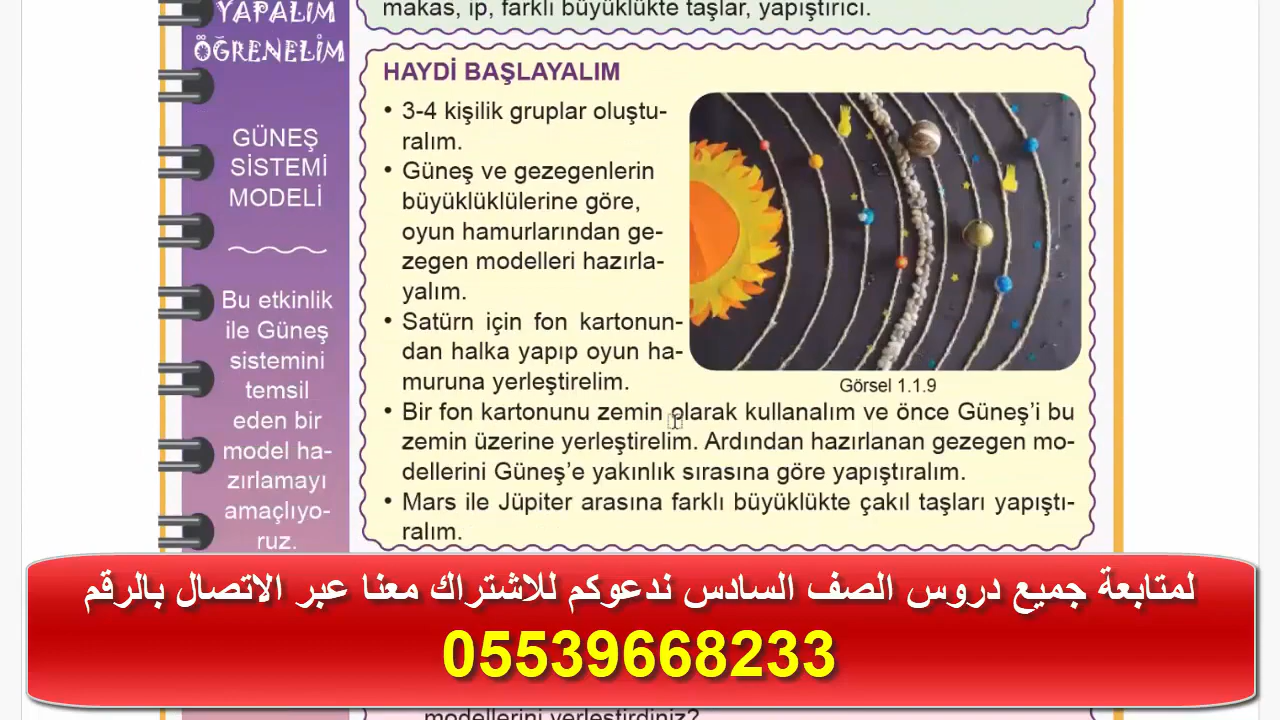 YAPALIM
ÖĞRENELİM
GÜNEŞ
SİSTEMİ
MODELİ
Bu etkinlik
ile Güneş
sistemini
temsil
eden bir
model ha-
zırlamayı
amaçlıyo-
ruz.
makas, ip, farklı büyüklükte taşlar, yapıştırıcı.
HAYDİ BAŞLAYALIM
• 3-4 kişilik gruplar oluştu-
ralım.
• Güneş ve gezegenlerin
büyüklüklülerine göre,
oyun hamurlarından ge-
zegen modelleri hazırla-
yalım.
• Satürn için fon kartonun-
dan halka yapıp oyun ha-
muruna yerleştirelim.
Görsel 1.1.9
• Bir fon kartonunu zemin olarak kullanalım ve önce Güneş’i bu
zemin üzerine yerleştirelim. Ardından hazırlanan gezegen mo-
dellerini Güneş’e yakınlık sırasına göre yapıştıralım.
• Mars ile Jüpiter arasına farklı büyüklükte çakıl taşları yapıştı-
ralım.
لمتابعة جميع دروس الصف السادس ندعوكم للاشتراك معنا عبر الاتصال بالرقم
05539668233
modellerini yerleştirdiniz?